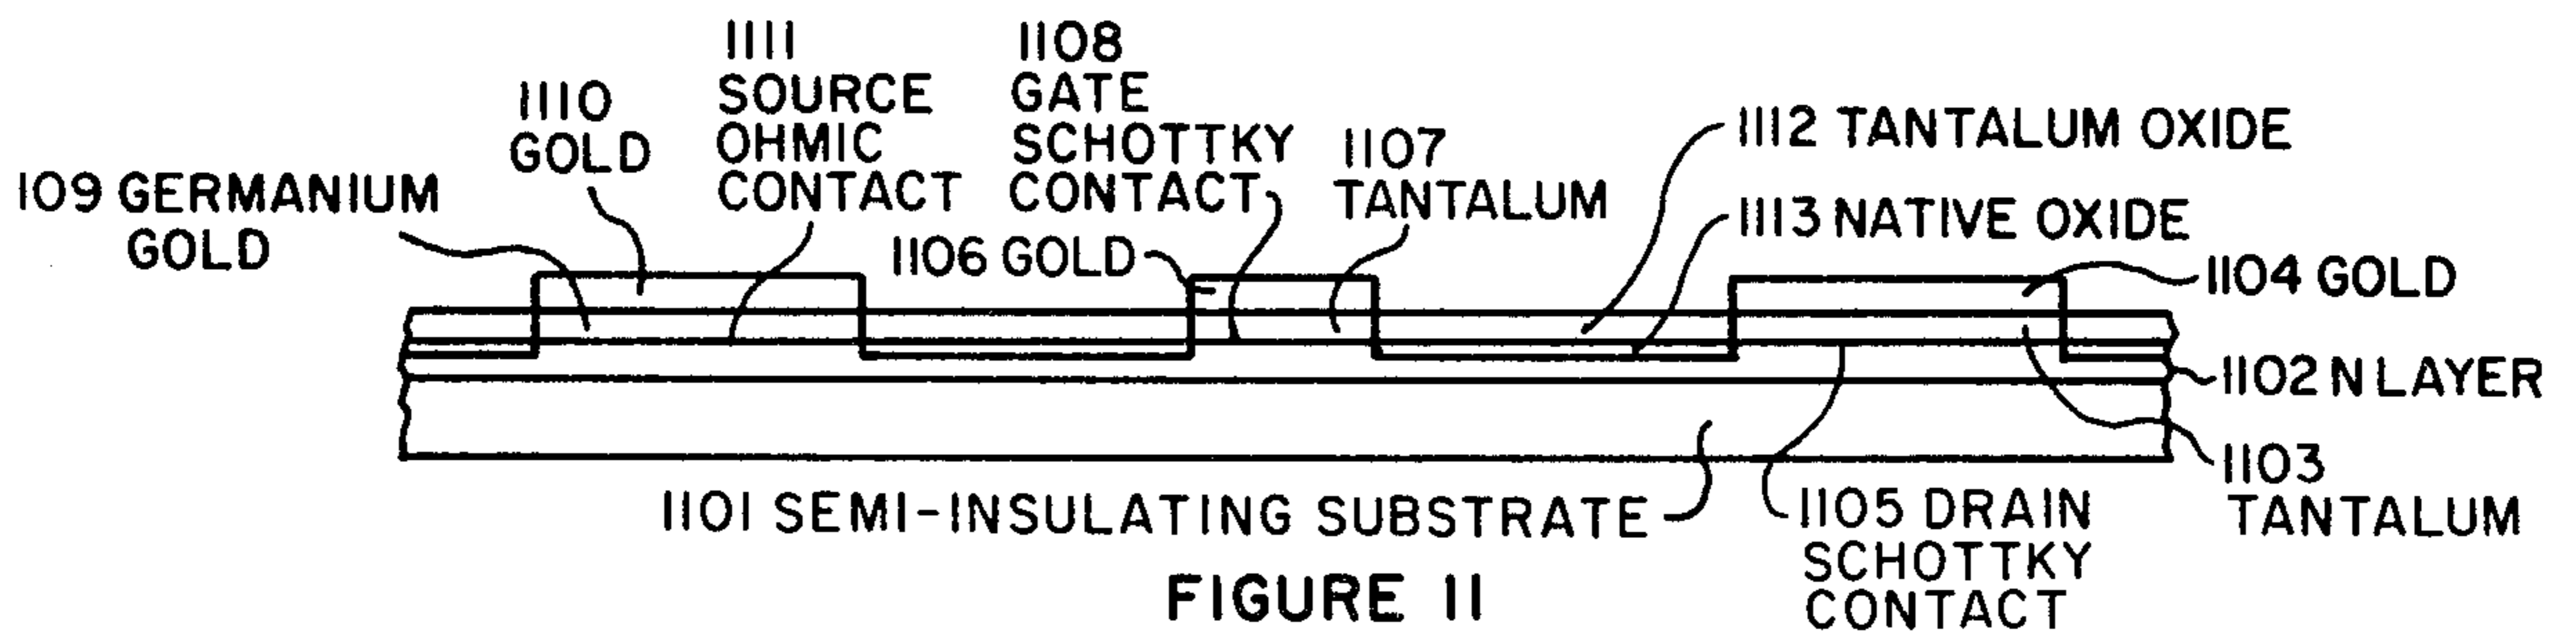 1111
SOURCE
OHMIC
CONTACT
1108
GATE
SCHOTTKY
CONTACT
1110
GOLD
1107
TANTALUM
1112 TANTALUM OXIDE
109 GERMANIUM
GOLD
1113 NATIVE OXIDE
1106 GOLD
1104 GOLD
1102 N LAYER
1103
TANTALUM
1101 SEMI-INSULATING SUBSTRATE
1105 DRAIN
SCHOTTKY
CONTACT
FIGURE 11